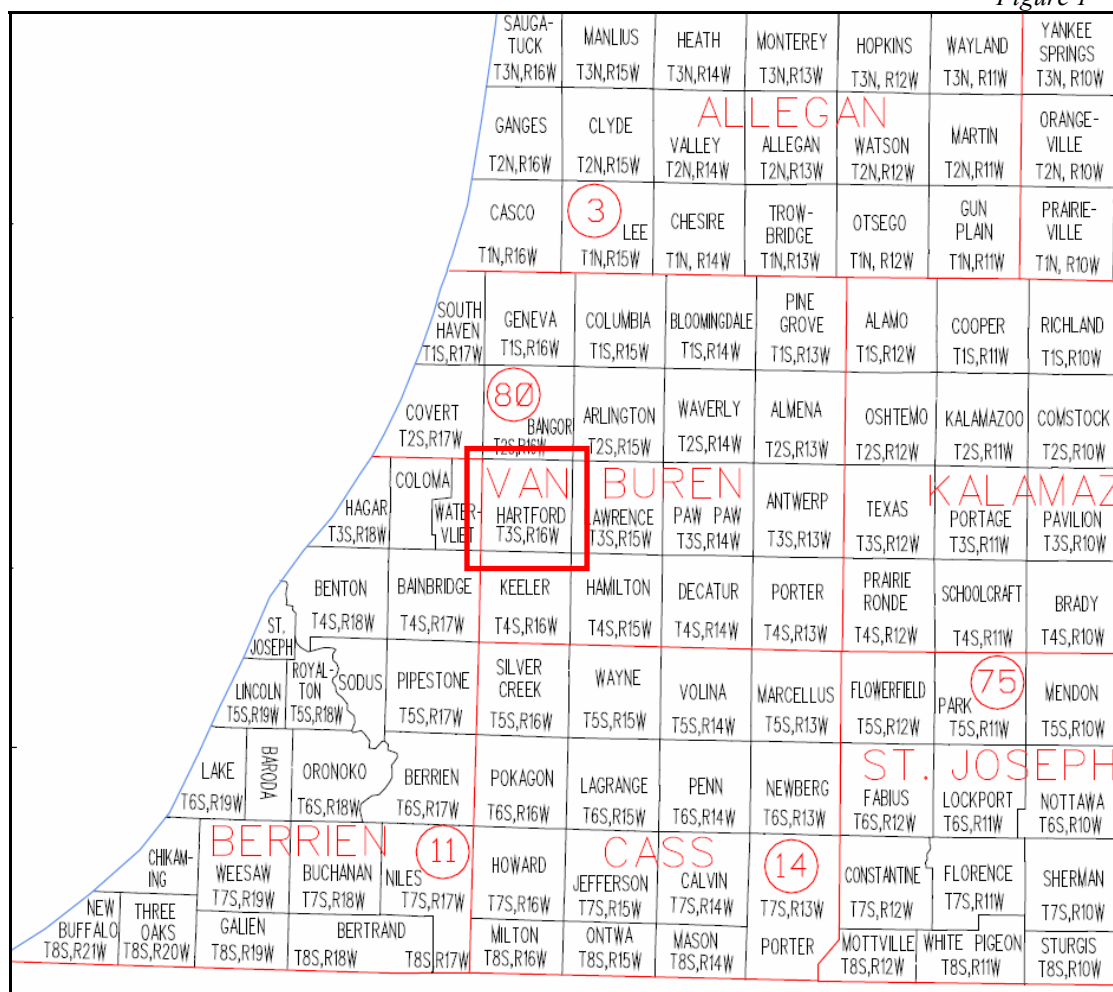 Figure 1
SAUGA-
TUCK
T3N,R16W
MANLIUS
T3N,R15W
HEATH
T3N,R14W
MONTEREY
T3N,R13W
HOPKINS
T3N, R12W
WAYLAND
T3N, R11W
YANKEE
SPRINGS
T3N, R10W
ALLEGAN
GANGES
T2N,R16W
CLYDE
T2N,R15W
VALLEY
T2N,R14W
ALLEGAN
T2N,R13W
WATSON
T2N,R12W
MARTIN
T2N,R11W
ORANGE-
VILLE
T2N, R10W
CASCO
T1N,R16W
3
LEE
T1N,R15W
CHESIRE
T1N, R14W
TROW-
BRIDGE
T1N,R13W
OTSEGO
T1N, R12W
GUN
PLAIN
T1N,R11W
PRAIRIE-
VILLE
T1N, R10W
SOUTH
HAVEN
T1S,R17W
GENEVA
T1S,R16W
COLUMBIA
T1S,R15W
BLOOMINGDALE
T1S,R14W
PINE
GROVE
T1S,R13W
ALAMO
T1S,R12W
COOPER
T1S,R11W
RICHLAND
T1S,R10W
COVERT
T2S,R17W
80
BANGOR
T2S,R16W
ARLINGTON
T2S,R15W
WAVERLY
T2S,R14W
ALMENA
T2S,R13W
OSHTEMO
T2S,R12W
KALAMAZOO
T2S,R11W
COMSTOCK
T2S,R10W
VAN BUREN
KALAMAZ
HAGAR
T3S,R18W
COLOMA
WATER-
VLIET
HARTFORD
T3S,R16W
LAWRENCE
T3S,R15W
PAW PAW
T3S,R14W
ANTWERP
T3S,R13W
TEXAS
T3S,R12W
PORTAGE
T3S,R11W
PAVILION
T3S,R10W
BENTON
T4S,R18W
BAINBRIDGE
T4S,R17W
KEELER
T4S,R16W
HAMILTON
T4S,R15W
DECATUR
T4S,R14W
PORTER
T4S,R13W
PRAIRIE
RONDE
T4S,R12W
SCHOOLCRAFT
T4S,R11W
BRADY
T4S,R10W
ST.
JOSEPH
LINCOLN
T5S,R19W
ROYAL-
TON
T5S,R18W
SODUS
PIPESTONE
T5S,R17W
SILVER
CREEK
T5S,R16W
WAYNE
T5S,R15W
VOLINA
T5S,R14W
MARCELLUS
T5S,R13W
FLOWERFIELD
T5S,R12W
75
PARK
T5S,R11W
MENDON
T5S,R10W
ST. JOSEPH
LAKE
T6S,R19W
BARODA
ORONOKO
T6S,R18W
BERRIEN
T6S,R17W
POKAGON
T6S,R16W
LAGRANGE
T6S,R15W
PENN
T6S,R14W
NEWBERG
T6S,R13W
FABIUS
T6S,R12W
LOCKPORT
T6S,R11W
NOTTAWA
T6S,R10W
BERRIEN
11
CASS
14
CHIKAM-
ING
WEESAW
T7S,R19W
BUCHANAN
T7S,R18W
NILES
T7S,R17W
HOWARD
T7S,R16W
JEFFERSON
T7S,R15W
CALVIN
T7S,R14W
T7S,R13W
CONSTANTINE
T7S,R12W
FLORENCE
T7S,R11W
SHERMAN
T7S,R10W
NEW
BUFFALO
T8S,R21W
THREE
OAKS
T8S,R20W
GALIEN
T8S,R19W
BERTRAND
T8S,R18W
T8S,R17W
MILTON
T8S,R16W
ONTWA
T8S,R15W
MASON
T8S,R14W
PORTER
MOTTVILLE
T8S,R12W
WHITE PIGEON
T8S,R11W
STURGIS
T8S,R10W